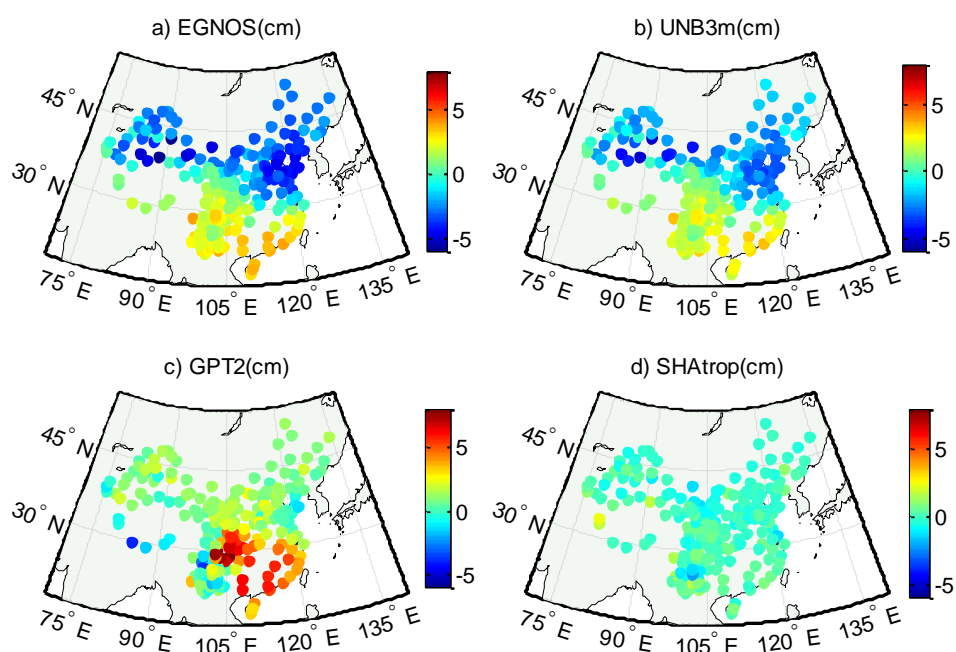 a) EGNOS(cm)
b) UNB3m(cm)
45° N
30° N
75° E
90° E
105° E
120° E
135° E
5
0
-5
45° N
30° N
75° E
90° E
105° E
120° E
135° E
5
0
-5
c) GPT2(cm)
d) SHAtrop(cm)
45° N
30° N
75° E
90° E
105° E
120° E
135° E
5
0
-5
45° N
30° N
75° E
90° E
105° E
120° E
135° E
5
0
-5